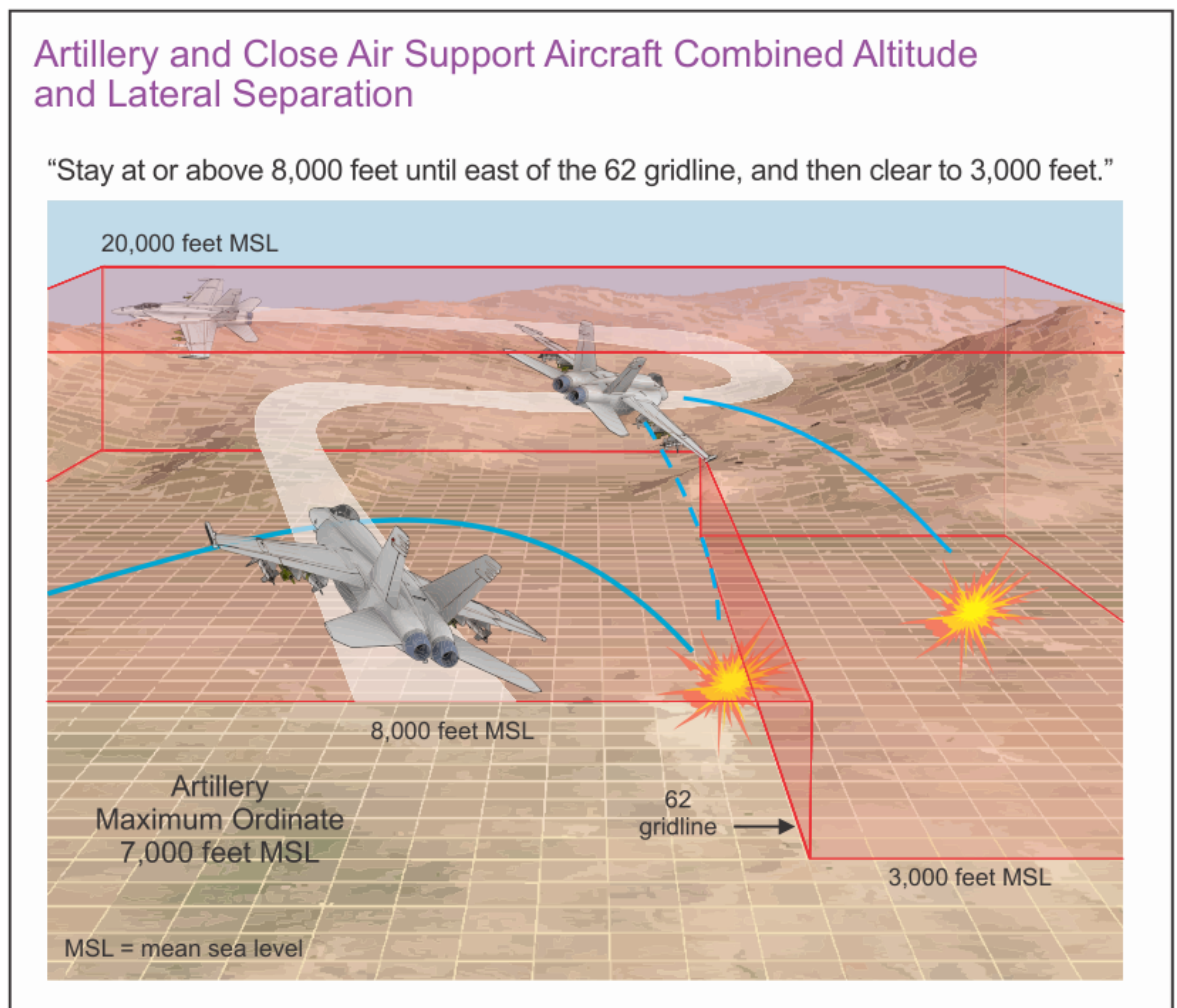 Artillery and Close Air Support Aircraft Combined Altitude
and Lateral Separation
“Stay at or above 8,000 feet until east of the 62 gridline, and then clear to 3,000 feet.”
20,000 feet MSL
8,000 feet MSL
Artillery
Maximum Ordinate
7,000 feet MSL
62
gridline
3,000 feet MSL
MSL = mean sea level